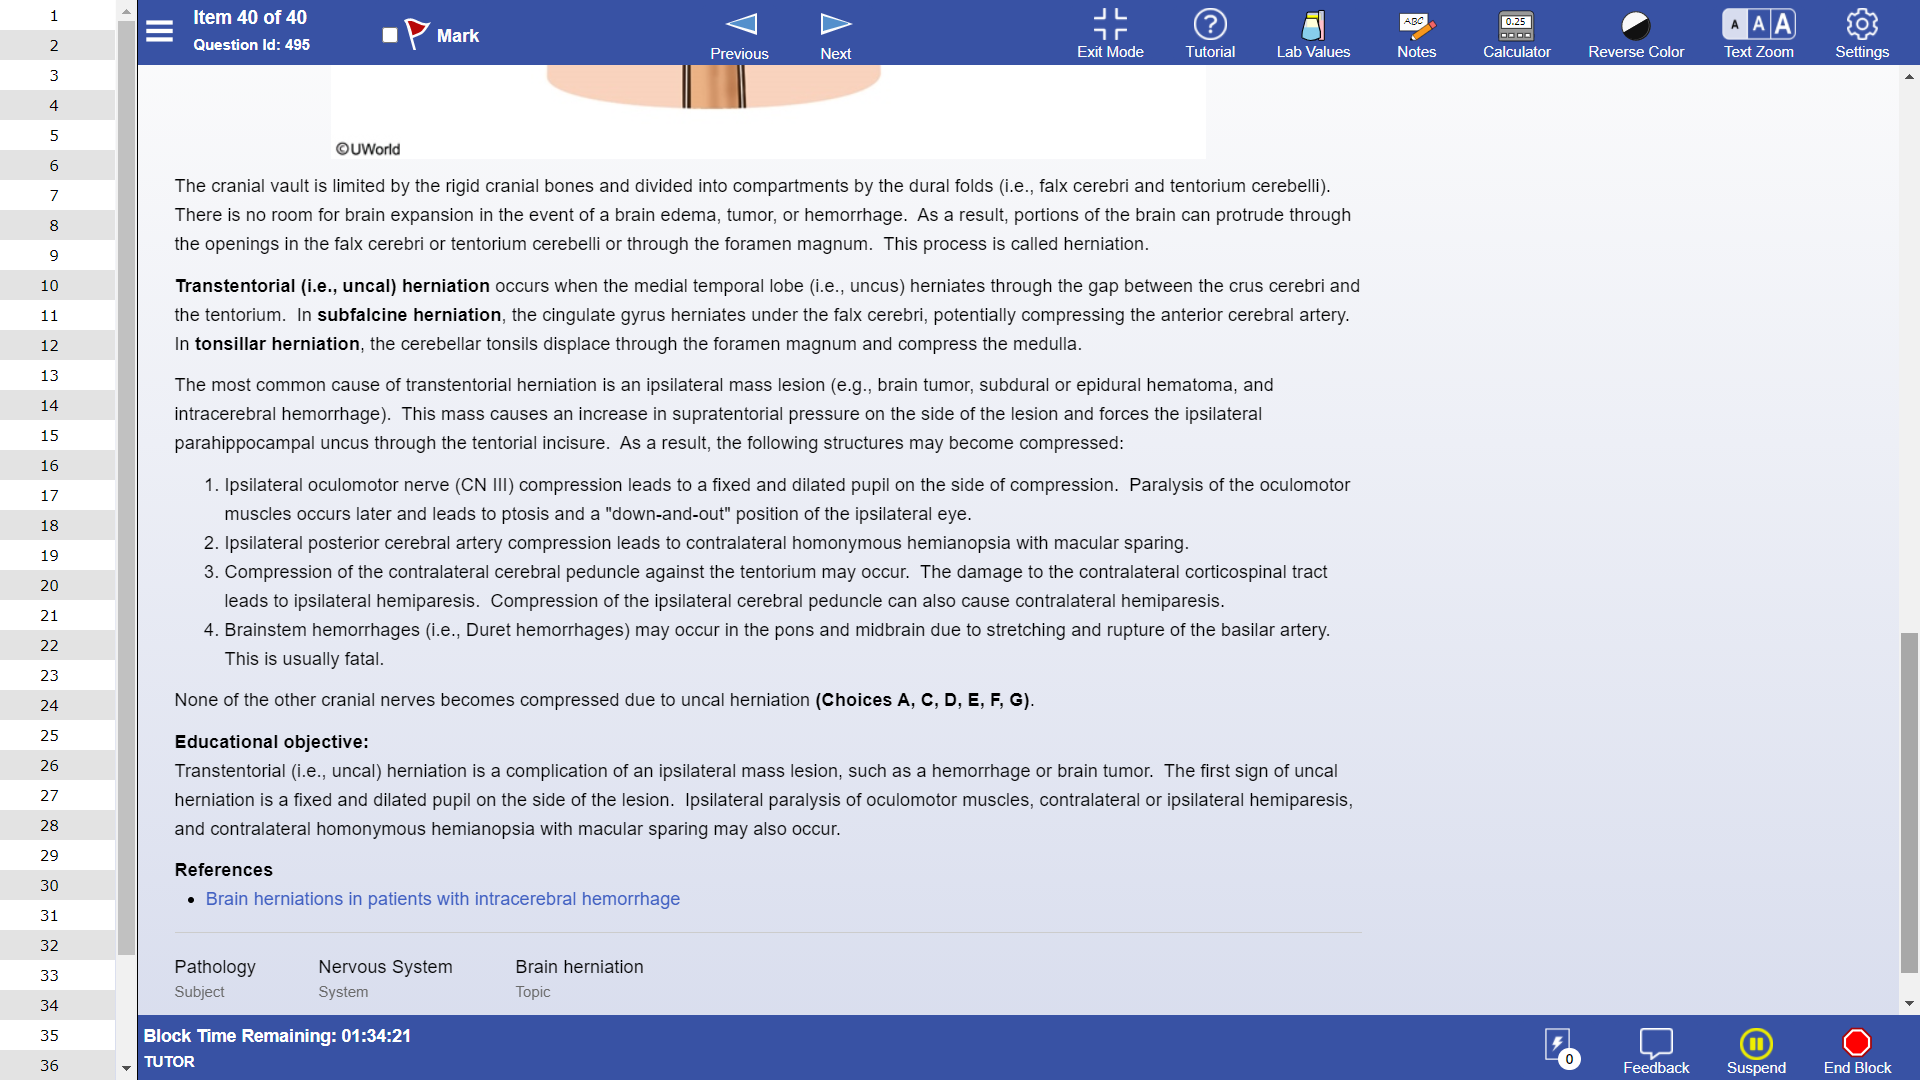 1
2
3
4
5
6
7
8
9
10
11
12
13
14
15
16
17
18
19
20
21
22
23
24
25
26
27
28
29
30
31
32
33
34
35
36
Item 40 of 40
Question Id: 495
Mark
Previous
Next
Exit Mode
Tutorial
Lab Values
ABC
Notes
0.25
Calculator
Reverse Color
A A A
Text Zoom
Settings
©UWorld
The cranial vault is limited by the rigid cranial bones and divided into compartments by the dural folds (i.e., falx cerebri and tentorium cerebelli).
There is no room for brain expansion in the event of a brain edema, tumor, or hemorrhage. As a result, portions of the brain can protrude through
the openings in the falx cerebri or tentorium cerebelli or through the foramen magnum. This process is called herniation.
Transtentorial (i.e., uncal) herniation occurs when the medial temporal lobe (i.e., uncus) herniates through the gap between the crus cerebri and
the tentorium. In subfalcine herniation, the cingulate gyrus herniates under the falx cerebri, potentially compressing the anterior cerebral artery.
In tonsillar herniation, the cerebellar tonsils displace through the foramen magnum and compress the medulla.
The most common cause of transtentorial herniation is an ipsilateral mass lesion (e.g., brain tumor, subdural or epidural hematoma, and
intracerebral hemorrhage). This mass causes an increase in supratentorial pressure on the side of the lesion and forces the ipsilateral
parahippocampal uncus through the tentorial incisure. As a result, the following structures may become compressed:
1. Ipsilateral oculomotor nerve (CN III) compression leads to a fixed and dilated pupil on the side of compression. Paralysis of the oculomotor
muscles occurs later and leads to ptosis and a "down-and-out" position of the ipsilateral eye.
2. Ipsilateral posterior cerebral artery compression leads to contralateral homonymous hemianopsia with macular sparing.
3. Compression of the contralateral cerebral peduncle against the tentorium may occur. The damage to the contralateral corticospinal tract
leads to ipsilateral hemiparesis. Compression of the ipsilateral cerebral peduncle can also cause contralateral hemiparesis.
4. Brainstem hemorrhages (i.e., Duret hemorrhages) may occur in the pons and midbrain due to stretching and rupture of the basilar artery.
This is usually fatal.
None of the other cranial nerves becomes compressed due to uncal herniation (Choices A, C, D, E, F, G).
Educational objective:
Transtentorial (i.e., uncal) herniation is a complication of an ipsilateral mass lesion, such as a hemorrhage or brain tumor. The first sign of uncal
herniation is a fixed and dilated pupil on the side of the lesion. Ipsilateral paralysis of oculomotor muscles, contralateral or ipsilateral hemiparesis,
and contralateral homonymous hemianopsia with macular sparing may also occur.
References
• Brain herniations in patients with intracerebral hemorrhage
Pathology
Subject
Nervous System
System
Brain herniation
Topic
Block Time Remaining: 01:34:21
TUTOR
0
Feedback
Suspend
End Block